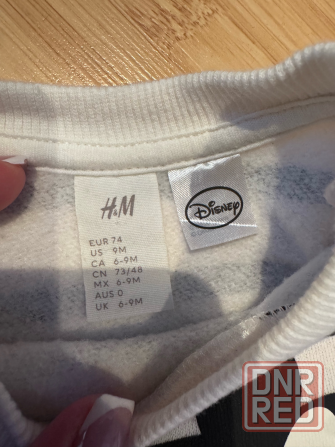 H&M
EUR 74
US 9M
CA 6-9M
CN 73/48
MX 6-9M
AUS 0
UK 6-9M
Disney
DNR
RED